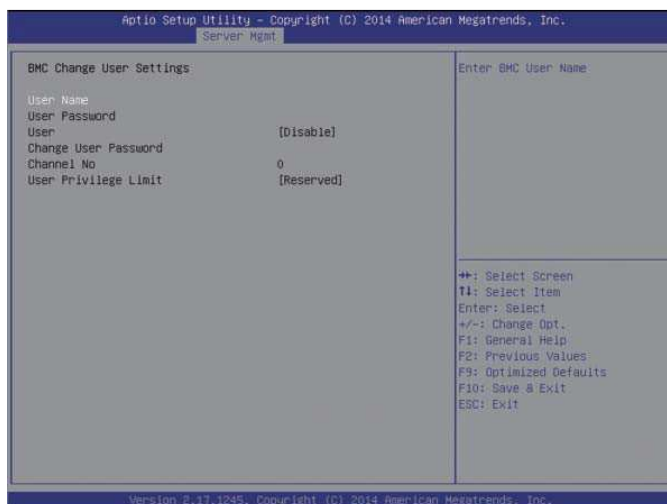 Aptio Setup Utility – Copyright (C) 2014 American Megatrends, Inc.
Server Mgmt
BMC Change User Settings
User Name
User Password
User [Disable]
Change User Password
Channel No 0
User Privilege Limit [Reserved]
Enter BMC User Name
→←: Select Screen
↑↓: Select Item
Enter: Select
+/-: Change Opt.
F1: General Help
F2: Previous Values
F9: Optimized Defaults
F10: Save & Exit
ESC: Exit
Version 2.17.1245. Copyright (C) 2014 American Megatrends, Inc.